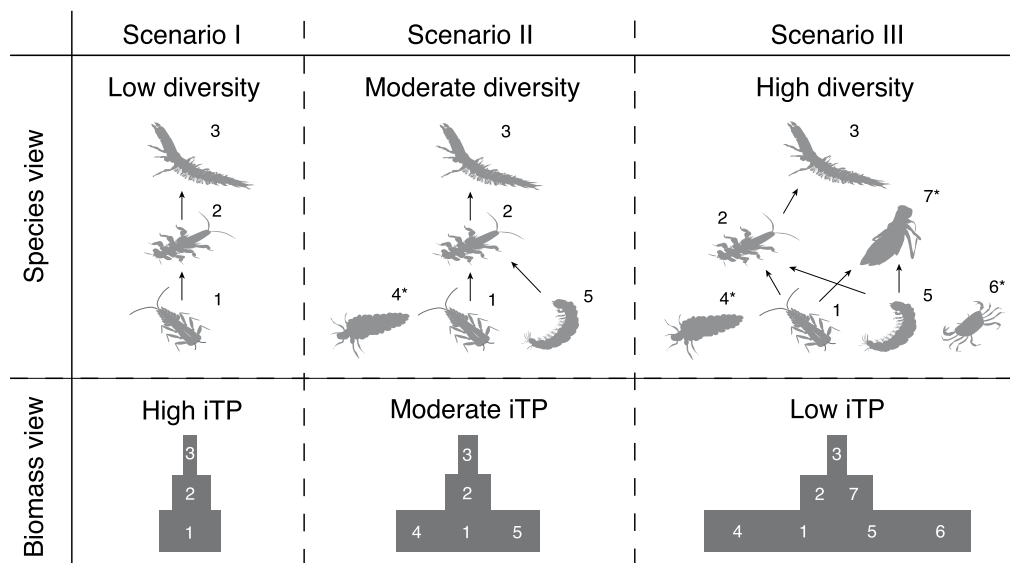 Scenario I
Scenario II
Scenario III
Species view
Low diversity
Moderate diversity
High diversity
3
2
1
3
2
4*
1
5
3
7*
2
4*
1
5
6*
Biomass view
High iTP
Moderate iTP
Low iTP
3
2
1
3
2
4 1 5
3
2 7
4 1 5 6